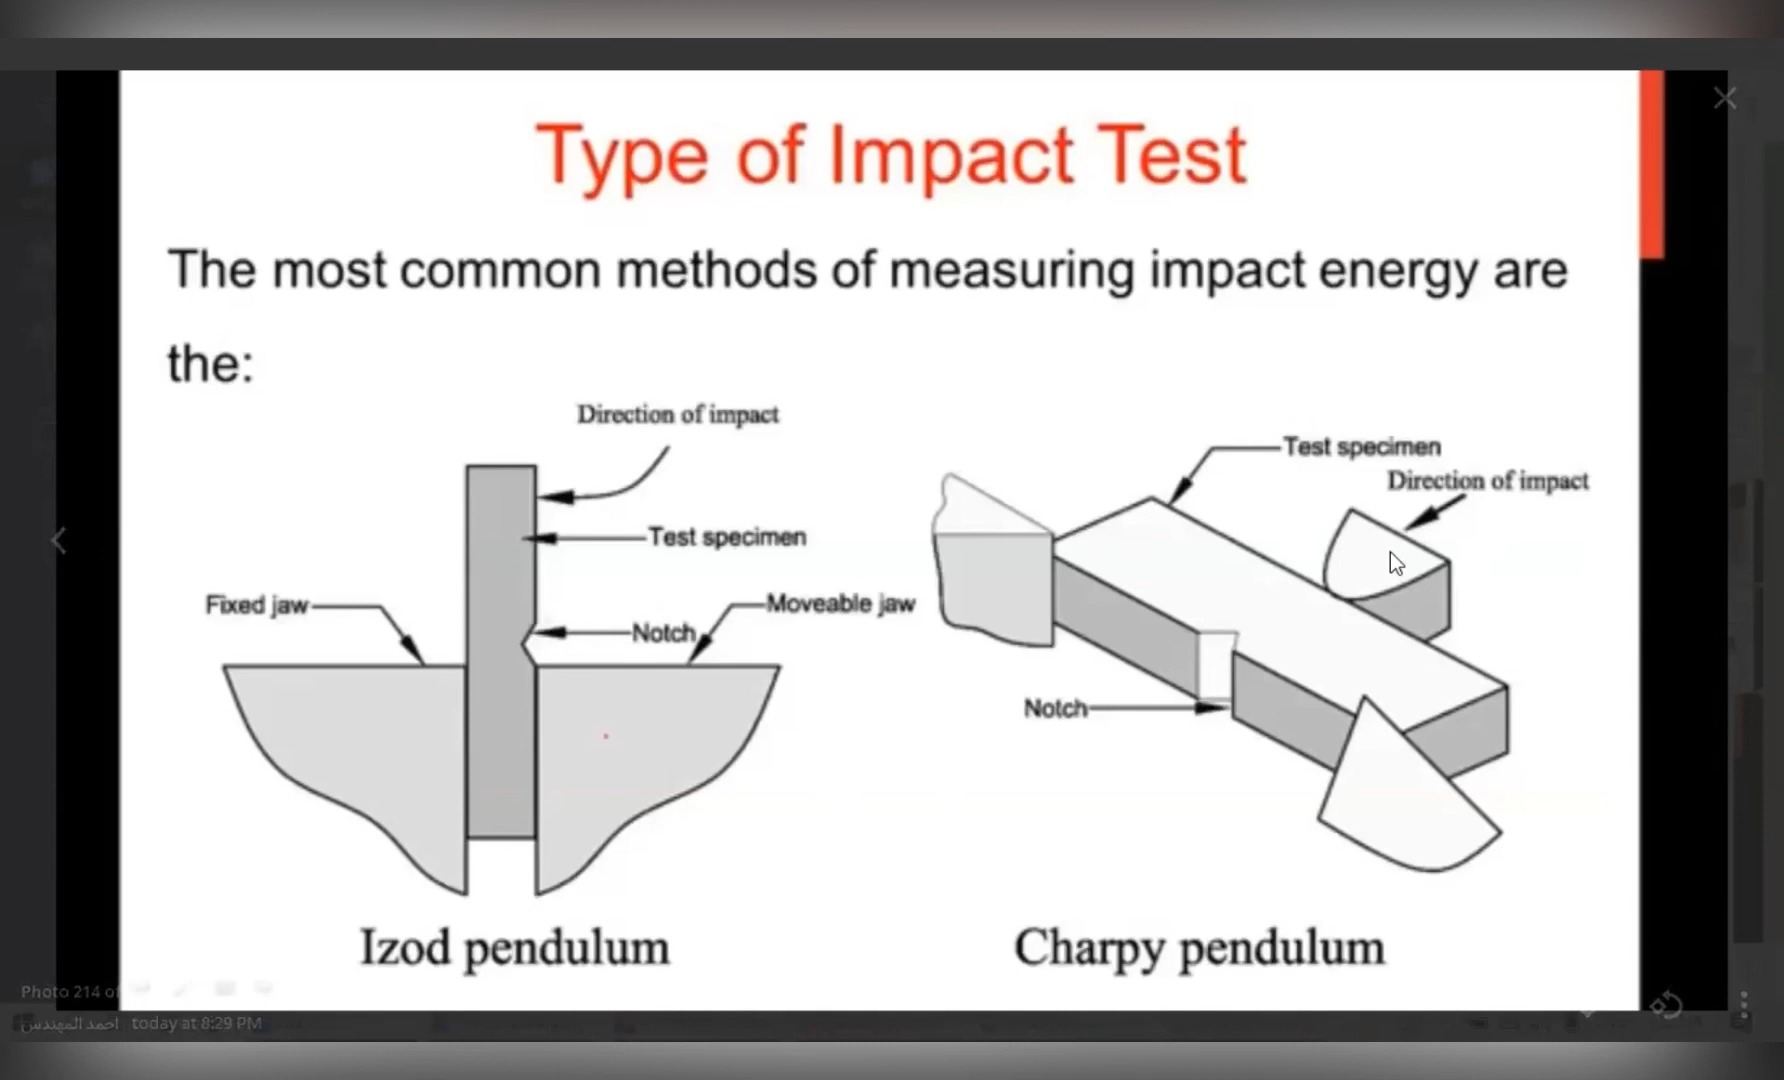 Type of Impact Test
The most common methods of measuring impact energy are
the:
Direction of impact
Test specimen
Fixed jaw
Moveable jaw
Notch
Izod pendulum
Test specimen
Direction of impact
Notch
Charpy pendulum
Photo 214 of
احمد المهندس today at 8:29 PM